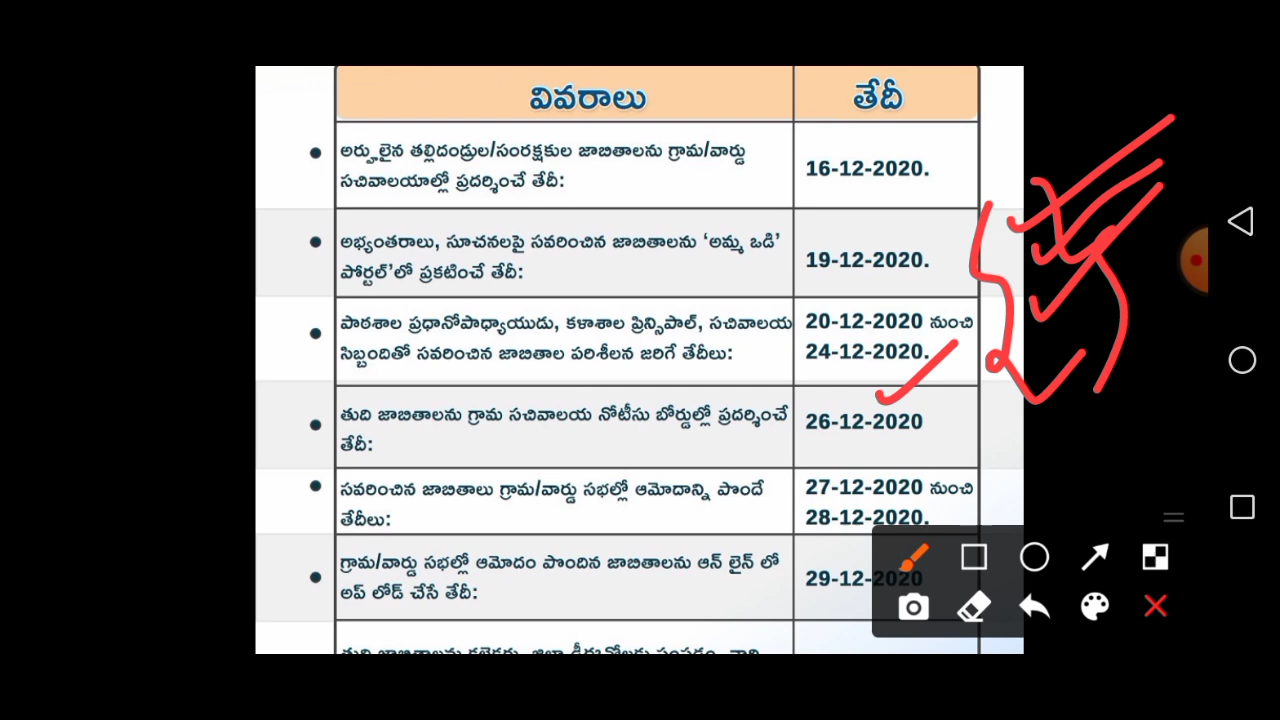 వివరాలు తేదీ
అర్హులైన తల్లిదండ్రుల/సంరక్షకుల జాబితాలను గ్రామ/వార్డు
సచివాలయాల్లో ప్రదర్శించే తేదీ:
16-12-2020.
అభ్యంతరాలు, సూచనలపై సవరించిన జాబితాలను ‘అమ్మ ఒడి’
పోర్టల్’లో ప్రకటించే తేదీ:
19-12-2020.
పాఠశాల ప్రధానోపాధ్యాయుడు, కళాశాల ప్రిన్సిపాల్, సచివాలయ
సిబ్బందితో సవరించిన జాబితాల పరిశీలన జరిగే తేదీలు:
20-12-2020 నుంచి
24-12-2020.
తుది జాబితాలను గ్రామ సచివాలయ నోటీసు బోర్డుల్లో ప్రదర్శించే
తేదీ:
26-12-2020
సవరించిన జాబితాలు గ్రామ/వార్డు సభల్లో ఆమోదాన్ని పొందే
తేదీలు:
27-12-2020 నుంచి
28-12-2020.
గ్రామ/వార్డు సభల్లో ఆమోదం పొందిన జాబితాలను ఆన్ లైన్ లో
అప్ లోడ్ చేసే తేదీ:
29-12-2020